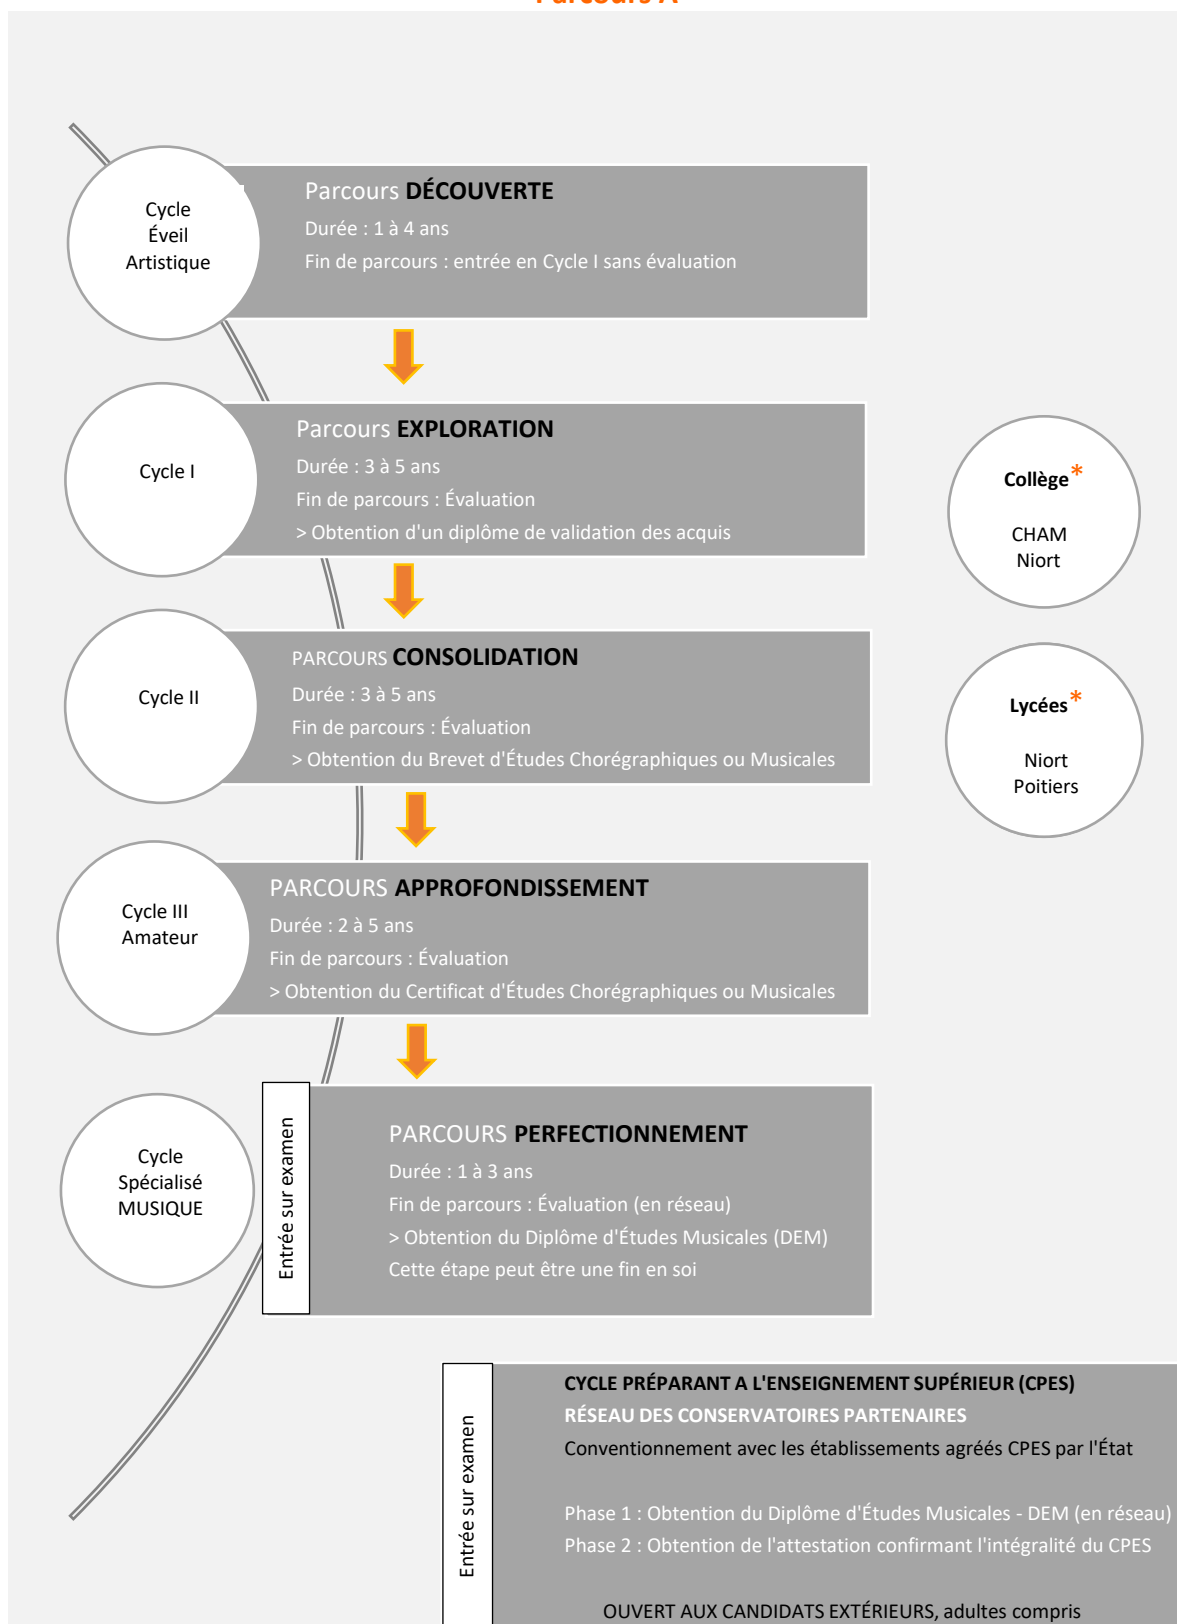 Parcours A
Cycle
Éveil
Artistique
Parcours DÉCOUVERTE
Durée : 1 à 4 ans
Fin de parcours : entrée en Cycle I sans évaluation
Cycle I
Parcours EXPLORATION
Durée : 3 à 5 ans
Fin de parcours : Évaluation
> Obtention d'un diplôme de validation des acquis
Collège*
CHAM
Niort
Cycle II
PARCOURS CONSOLIDATION
Durée : 3 à 5 ans
Fin de parcours : Évaluation
> Obtention du Brevet d'Études Chorégraphiques ou Musicales
Lycées*
Niort
Poitiers
Cycle III
Amateur
PARCOURS APPROFONDISSEMENT
Durée : 2 à 5 ans
Fin de parcours : Évaluation
> Obtention du Certificat d'Études Chorégraphiques ou Musicales
Cycle
Spécialisé
MUSIQUE
Entrée sur examen
PARCOURS PERFECTIONNEMENT
Durée : 1 à 3 ans
Fin de parcours : Évaluation (en réseau)
> Obtention du Diplôme d'Études Musicales (DEM)
Cette étape peut être une fin en soi
Entrée sur examen
CYCLE PRÉPARANT A L'ENSEIGNEMENT SUPÉRIEUR (CPES)
RÉSEAU DES CONSERVATOIRES PARTENAIRES
Conventionnement avec les établissements agréés CPES par l'État
Phase 1 : Obtention du Diplôme d'Études Musicales - DEM (en réseau)
Phase 2 : Obtention de l'attestation confirmant l'intégralité du CPES
OUVERT AUX CANDIDATS EXTÉRIEURS, adultes compris